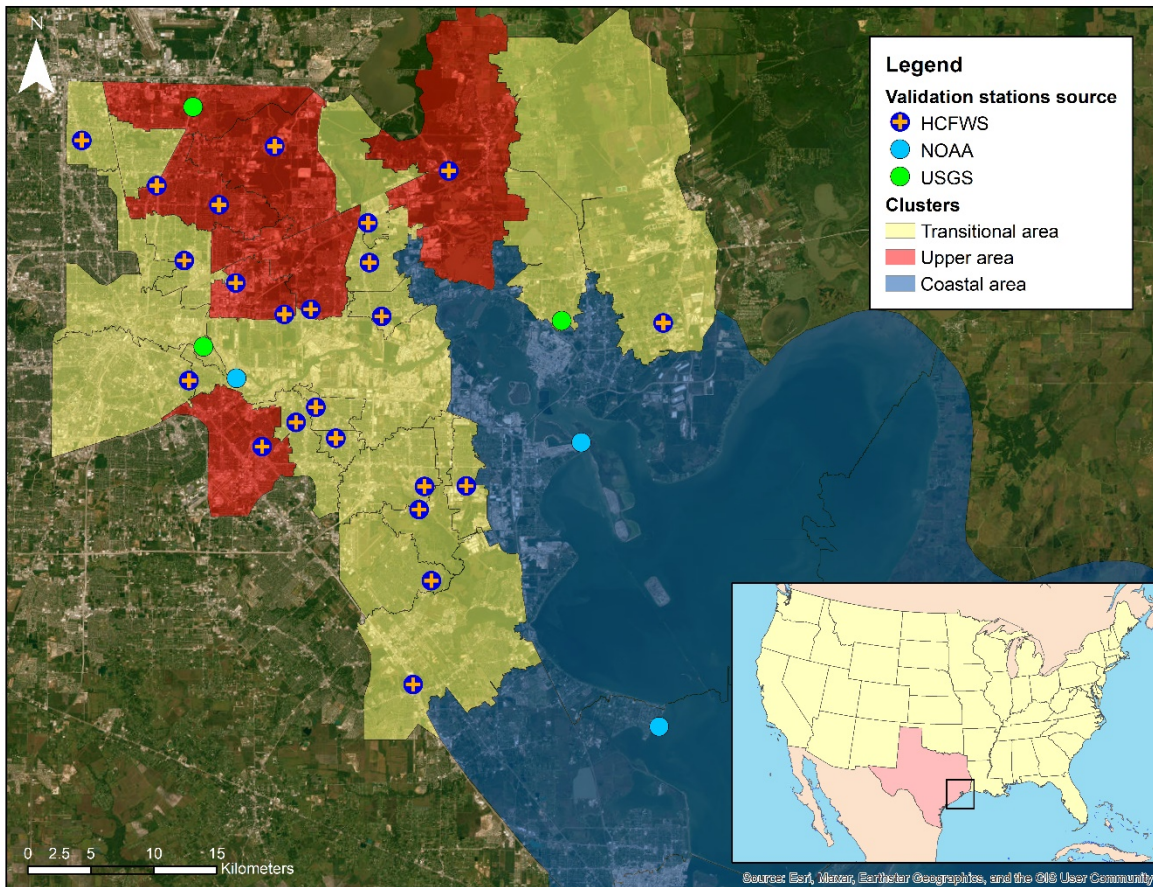 N
Legend
Validation stations source
HCFWS
NOAA
USGS
Clusters
Transitional area
Upper area
Coastal area
0 2.5 5 10 15
Kilometers
Source: Esri, Maxar, Earthstar Geographics, and the GIS User Community